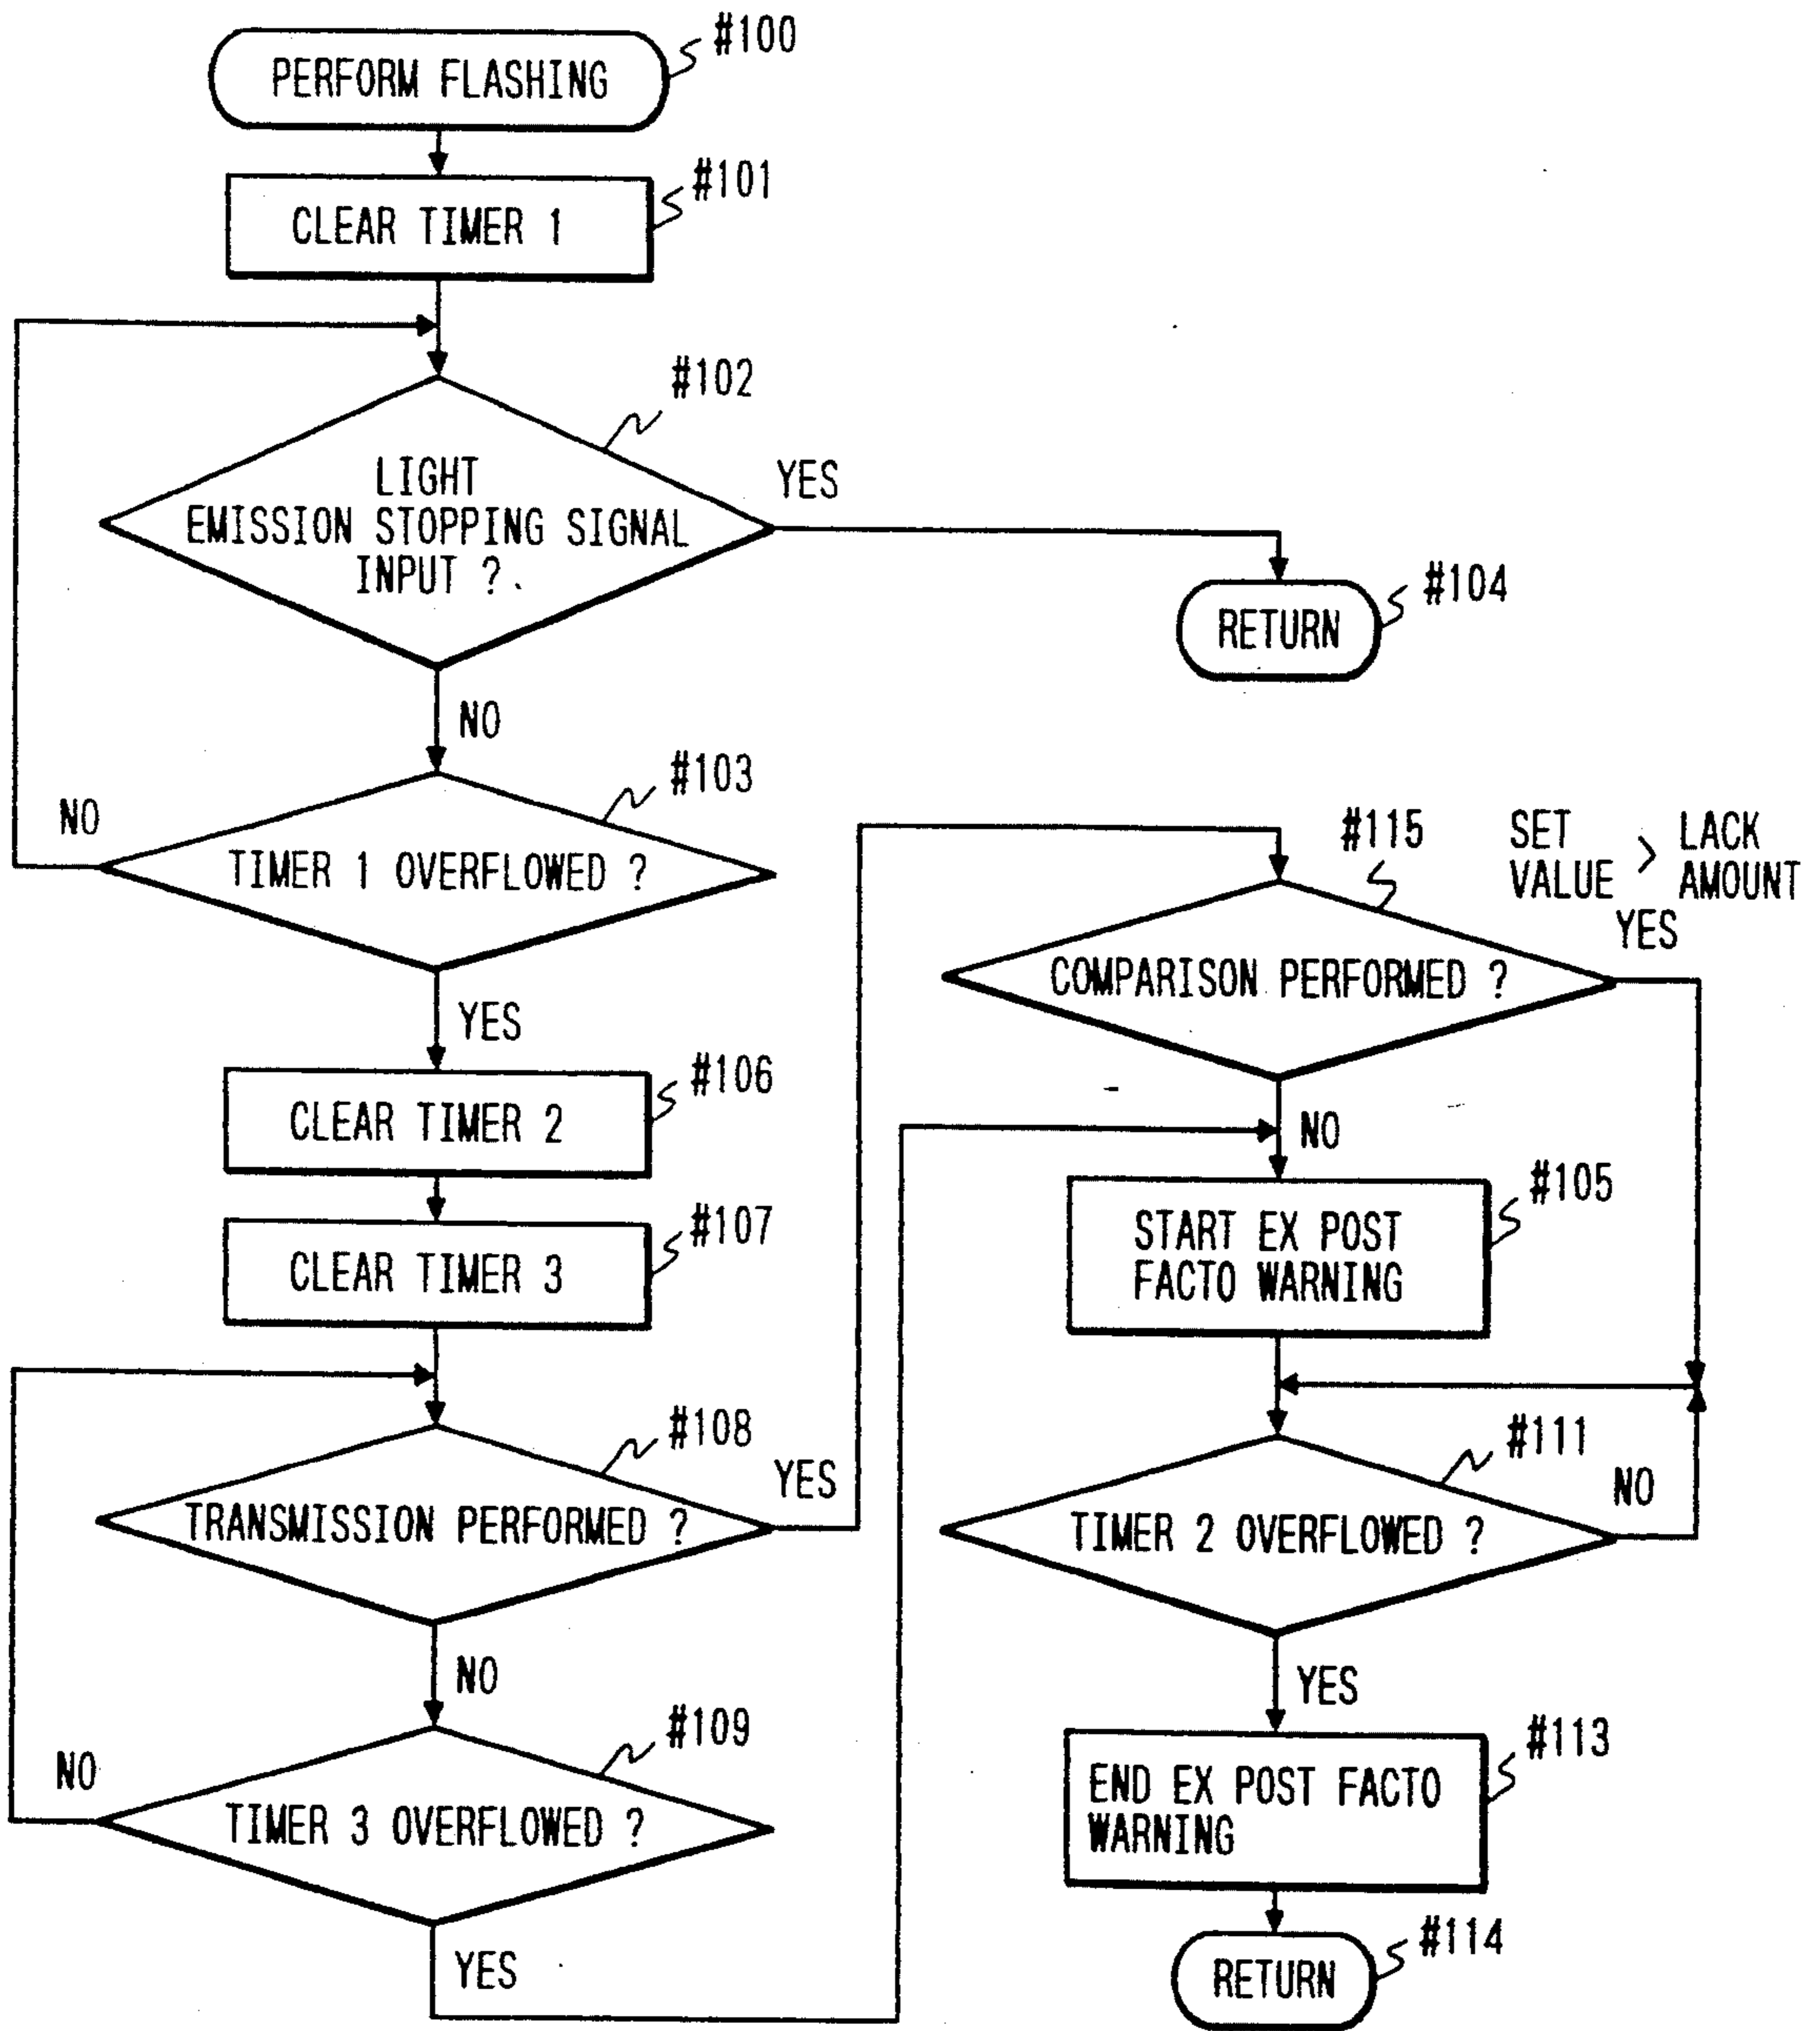 #100
PERFORM FLASHING
#101
CLEAR TIMER 1
#102
LIGHT
EMISSION STOPPING SIGNAL
INPUT ?
YES
#104
RETURN
NO
#103
TIMER 1 OVERFLOWED ?
NO
YES
#106
CLEAR TIMER 2
#107
CLEAR TIMER 3
#108
TRANSMISSION PERFORMED ?
YES
NO
#109
TIMER 3 OVERFLOWED ?
NO
YES
#115
SET VALUE > LACK AMOUNT
YES
COMPARISON PERFORMED ?
NO
#105
START EX POST
FACTO WARNING
#111
TIMER 2 OVERFLOWED ?
NO
YES
#113
END EX POST FACTO
WARNING
#114
RETURN